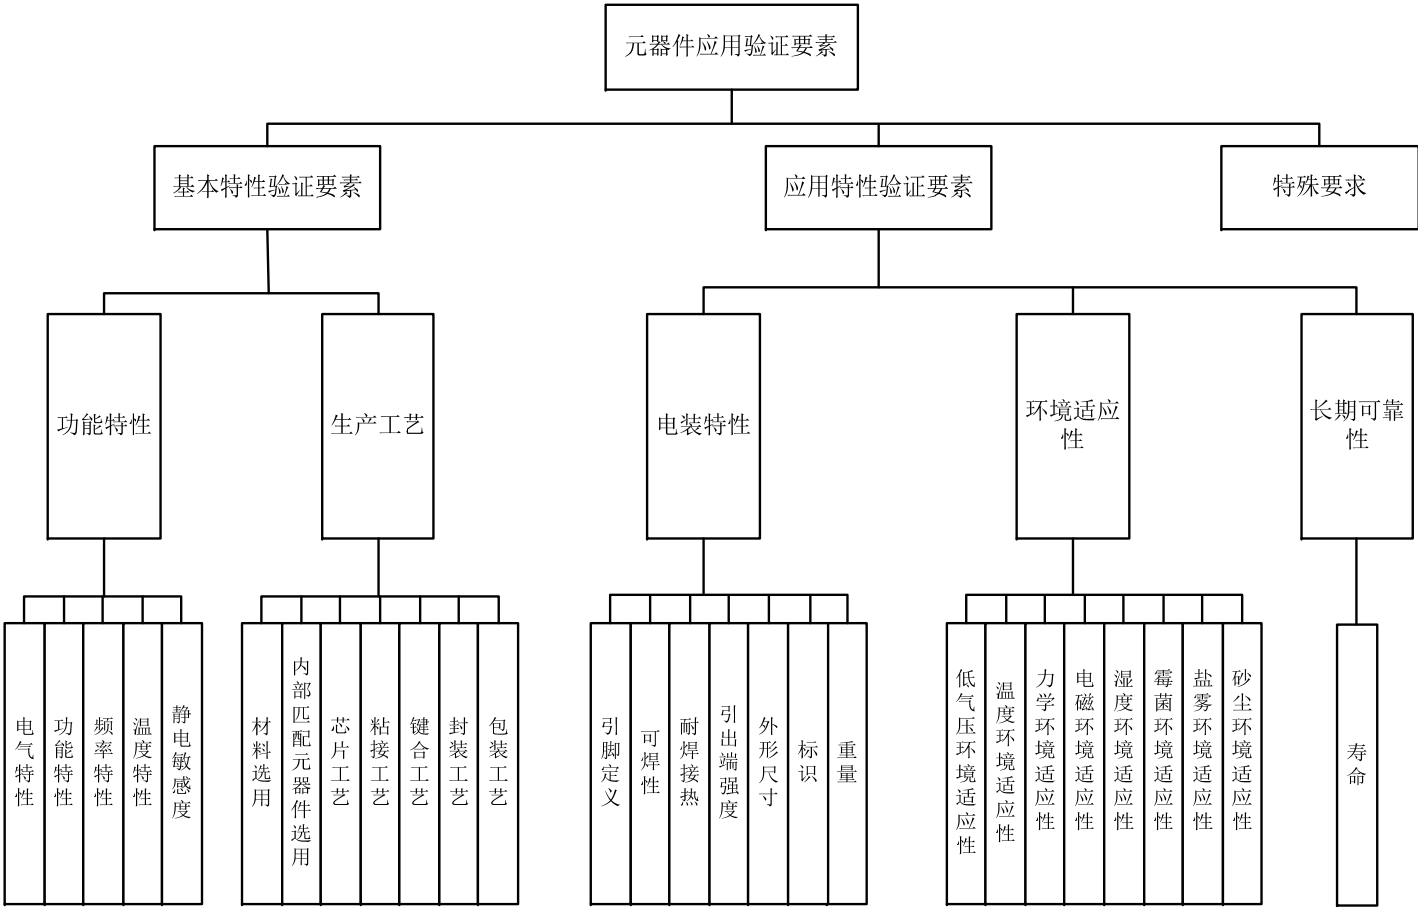 元器件应用验证要素
基本特性验证要素
应用特性验证要素
特殊要求
功能特性
生产工艺
电装特性
环境适应
性
长期可靠
性
电气特性
功能特性
频率特性
温度特性
静电敏感度
材料选用
内部匹配元器件选用
芯片工艺
粘接工艺
键合工艺
封装工艺
包装工艺
引脚定义
可焊性
耐焊接热
引出端强度
外形尺寸
标识
重量
低气压环境适应性
温度环境适应性
力学环境适应性
电磁环境适应性
湿度环境适应性
霉菌环境适应性
盐雾环境适应性
砂尘环境适应性
寿命